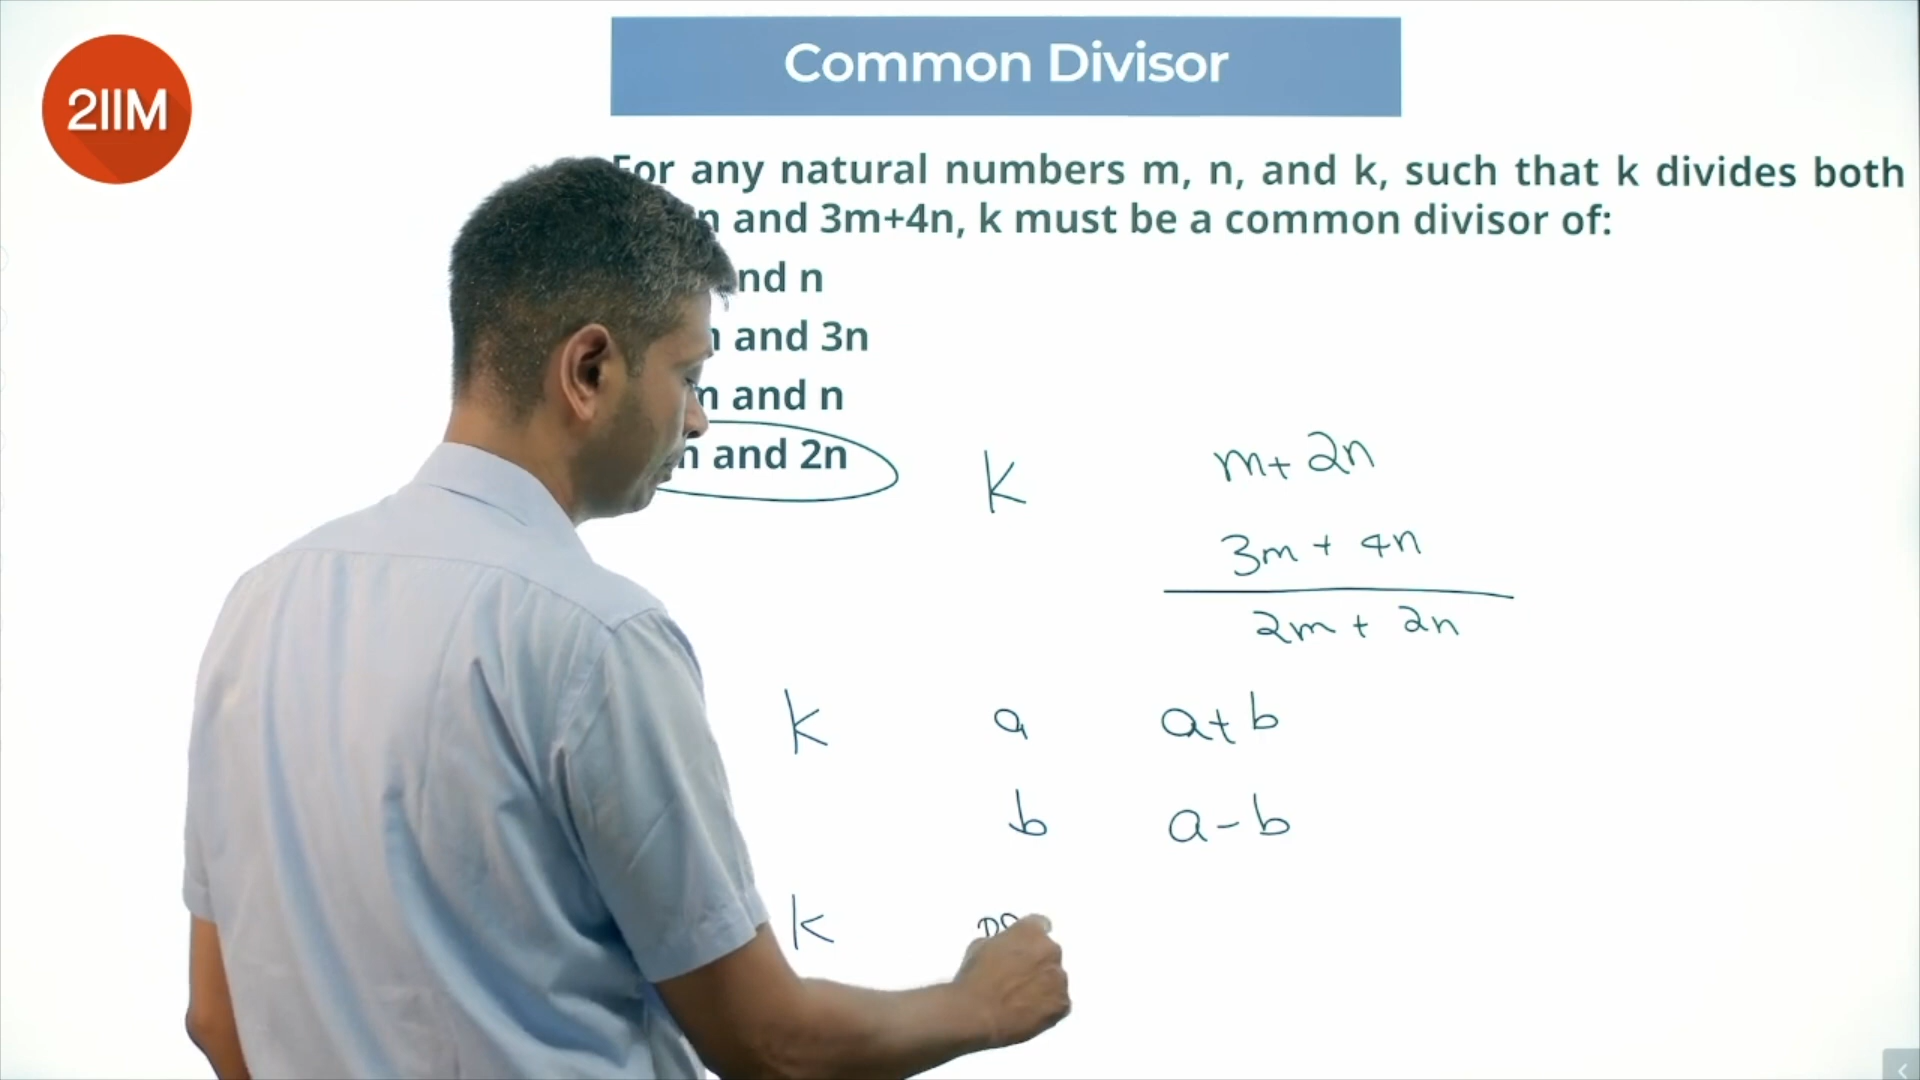 2IIM
Common Divisor
For any natural numbers m, n, and k, such that k divides both
and 3m+4n, k must be a common divisor of:
n
and 3n
and n
and 2n
k m+ 2n
3m + 4n
2m + 2n
k a a+b
b a-b
k